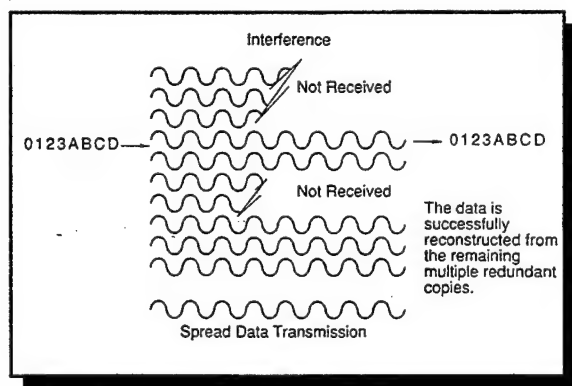 Interference
Not Received
0123ABCD
0123ABCD
Not Received
The data is
successfully
reconstructed from
the remaining
multiple redundant
copies.
Spread Data Transmission